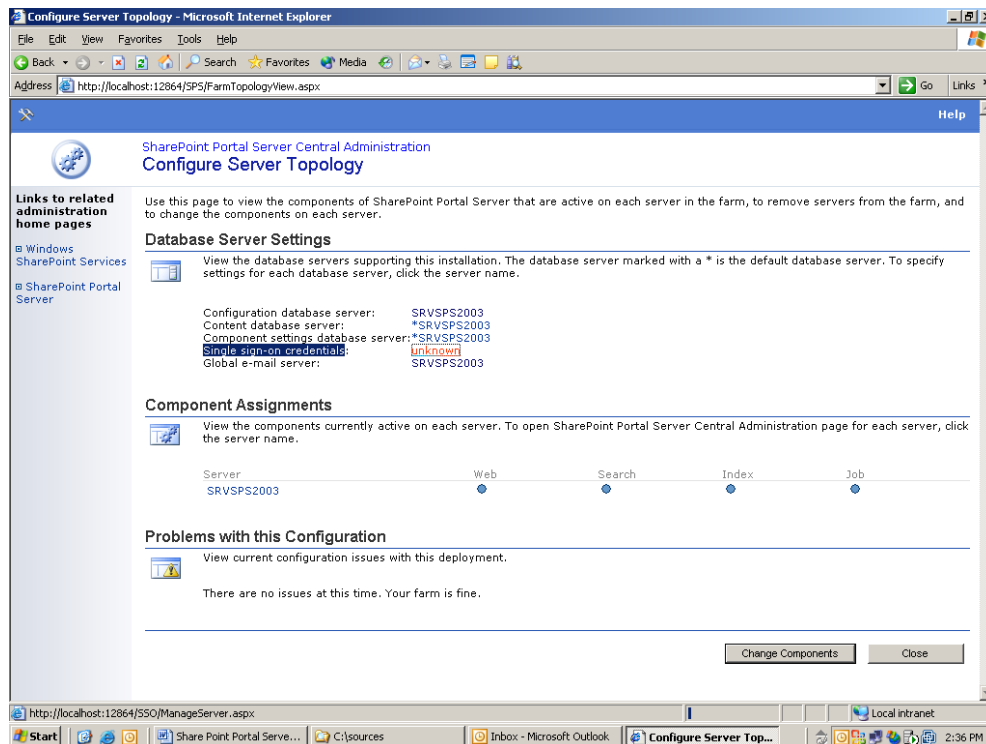 Configure Server Topology - Microsoft Internet Explorer
File Edit View Favorites Tools Help
Back Search Favorites Media
Address http://localhost:12864/SPS/FarmTopologyView.aspx Go Links
Help
SharePoint Portal Server Central Administration
Configure Server Topology
Links to related
administration
home pages
Windows
SharePoint Services
SharePoint Portal
Server
Use this page to view the components of SharePoint Portal Server that are active on each server in the farm, to remove servers from the farm, and
to change the components on each server.
Database Server Settings
View the database servers supporting this installation. The database server marked with a * is the default database server. To specify
settings for each database server, click the server name.
Configuration database server: SRVSPS2003
Content database server: *SRVSPS2003
Component settings database server: *SRVSPS2003
Single sign-on credentials: unknown
Global e-mail server: SRVSPS2003
Component Assignments
View the components currently active on each server. To open SharePoint Portal Server Central Administration page for each server, click
the server name.
Server Web Search Index Job
SRVSPS2003
Problems with this Configuration
View current configuration issues with this deployment.
There are no issues at this time. Your farm is fine.
Change Components Close
http://localhost:12864/SSO/ManageServer.aspx Local intranet
Start Share Point Portal Serve... C:\sources Inbox - Microsoft Outlook Configure Server Top... 2:36 PM